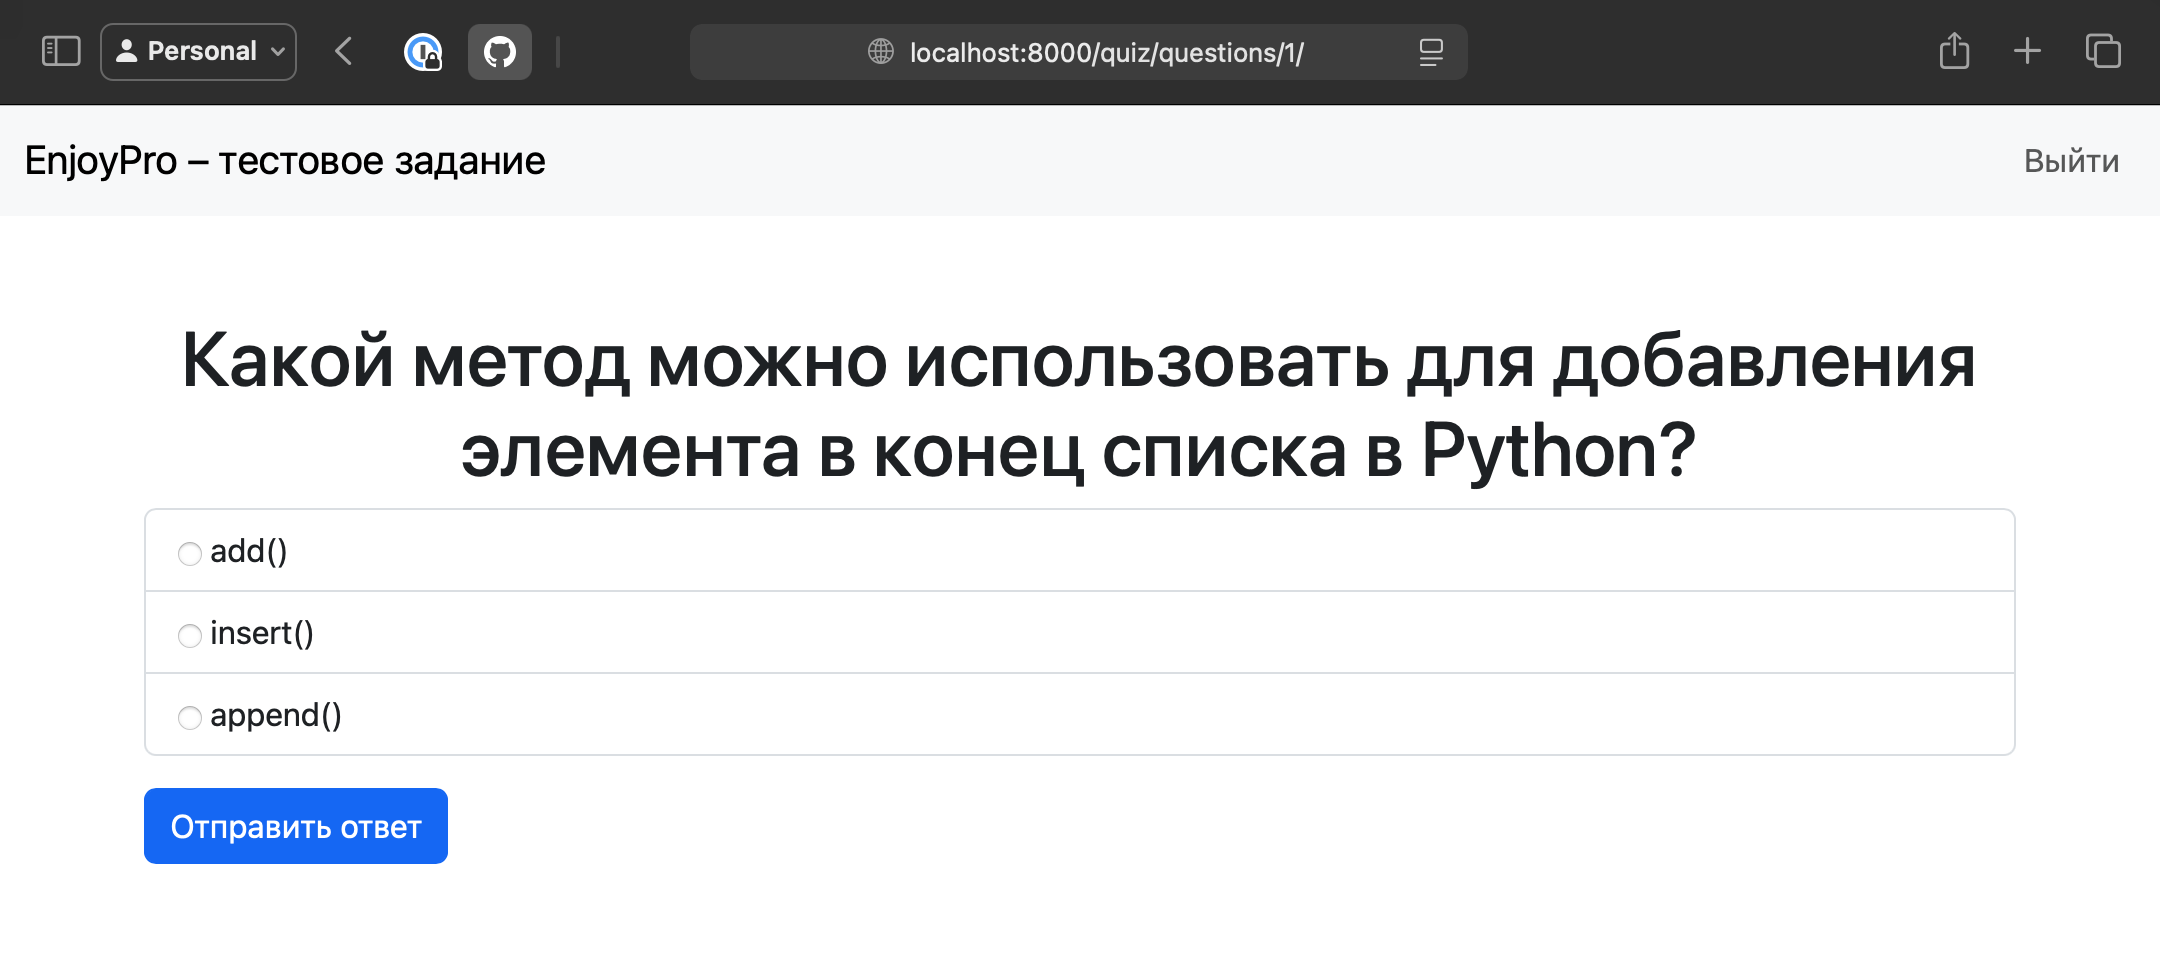 Personal
localhost:8000/quiz/questions/1/
EnjoyPro – тестовое задание
Выйти
Какой метод можно использовать для добавления
элемента в конец списка в Python?
add()
insert()
append()
Отправить ответ